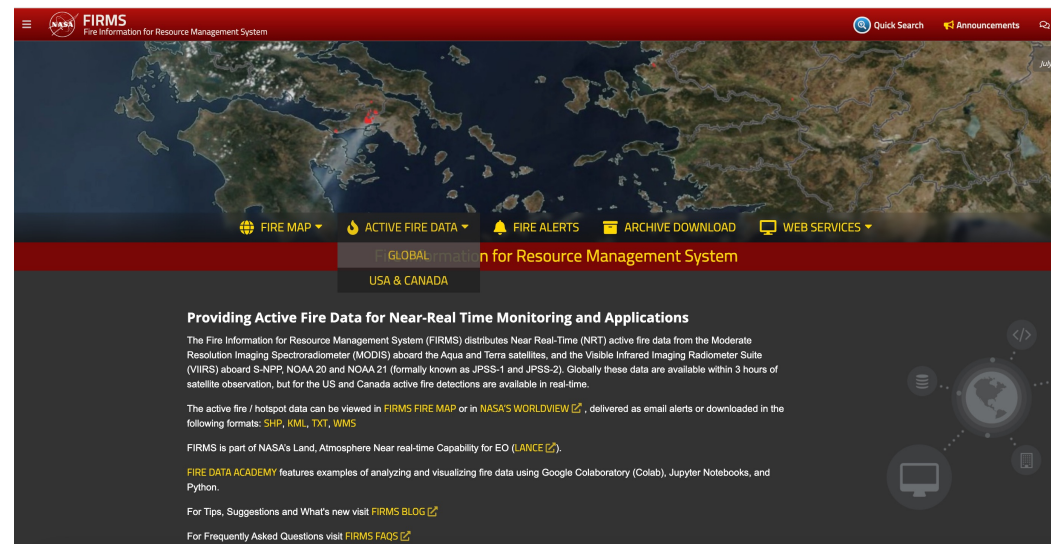 NASA
FIRMS
Fire Information for Resource Management System
Quick Search
Announcements
July
FIRE MAP
ACTIVE FIRE DATA
FIRE ALERTS
ARCHIVE DOWNLOAD
WEB SERVICES
GLOBAL
USA & CANADA
n for Resource Management System
Providing Active Fire Data for Near-Real Time Monitoring and Applications
The Fire Information for Resource Management System (FIRMS) distributes Near Real-Time (NRT) active fire data from the Moderate
Resolution Imaging Spectroradiometer (MODIS) aboard the Aqua and Terra satellites, and the Visible Infrared Imaging Radiometer Suite
(VIIRS) aboard S-NPP, NOAA 20 and NOAA 21 (formally known as JPSS-1 and JPSS-2). Globally these data are available within 3 hours of
satellite observation, but for the US and Canada active fire detections are available in real-time.
The active fire / hotspot data can be viewed in FIRMS FIRE MAP or in NASA'S WORLDVIEW , delivered as email alerts or downloaded in the
following formats: SHP, KML, TXT, WMS
FIRMS is part of NASA's Land, Atmosphere Near real-time Capability for EO (LANCE).
FIRE DATA ACADEMY features examples of analyzing and visualizing fire data using Google Colaboratory (Colab), Jupyter Notebooks, and
Python.
For Tips, Suggestions and What's new visit FIRMS BLOG
For Frequently Asked Questions visit FIRMS FAQS